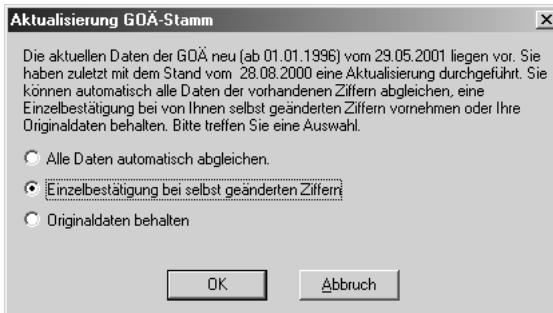 Aktualisierung GOÄ-Stamm
Die aktuellen Daten der GOÄ neu (ab 01.01.1996) vom 29.05.2001 liegen vor. Sie
haben zuletzt mit dem Stand vom 28.08.2000 eine Aktualisierung durchgeführt. Sie
können automatisch alle Daten der vorhandenen Ziffern abgleichen, eine
Einzelbestätigung bei von Ihnen selbst geänderten Ziffern vornehmen oder Ihre
Originaldaten behalten. Bitte treffen Sie eine Auswahl.
Alle Daten automatisch abgleichen.
Einzelbestätigung bei selbst geänderten Ziffern
Originaldaten behalten
OK Abbruch